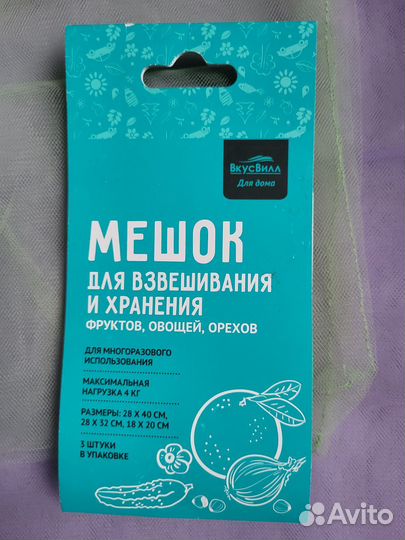 ВкусВилл
Для дома
МЕШОК
ДЛЯ ВЗВЕШИВАНИЯ
И ХРАНЕНИЯ
ФРУКТОВ, ОВОЩЕЙ, ОРЕХОВ
ДЛЯ МНОГОРАЗОВОГО
ИСПОЛЬЗОВАНИЯ
МАКСИМАЛЬНАЯ
НАГРУЗКА 4 КГ
РАЗМЕРЫ: 28 X 40 СМ,
28 X 32 СМ, 18 X 20 СМ
3 ШТУКИ
В УПАКОВКЕ
Avito